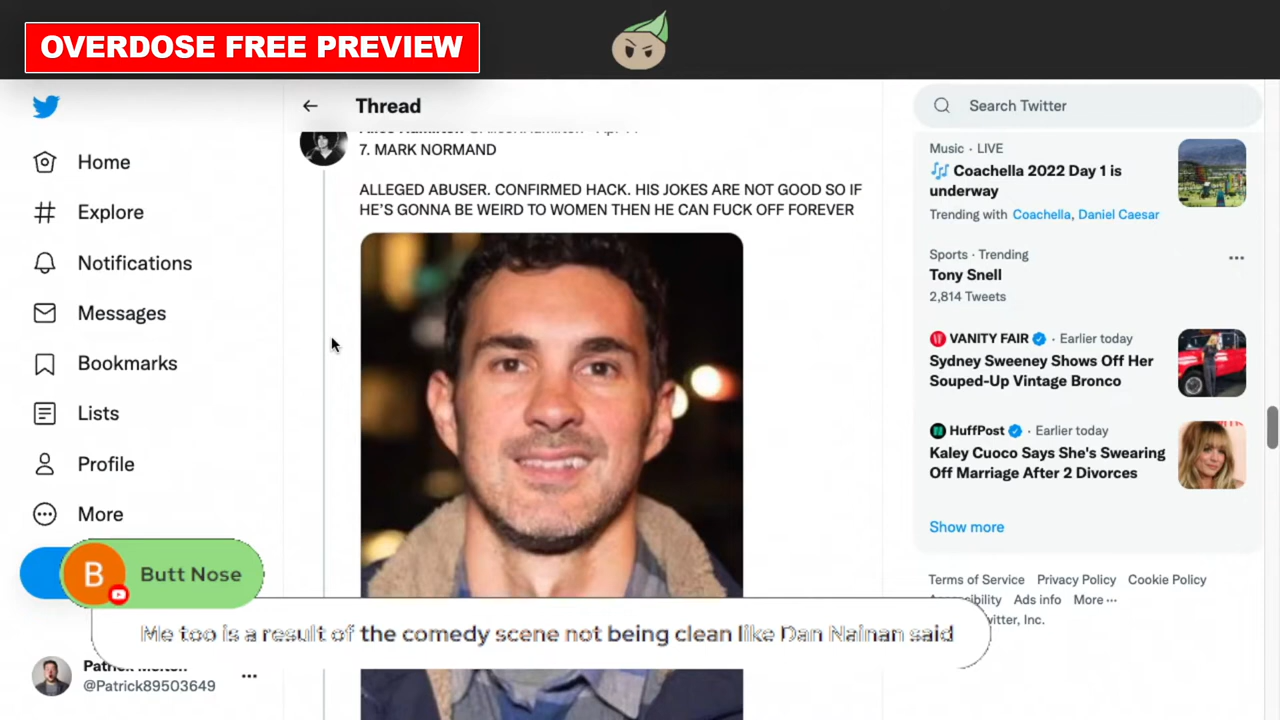 OVERDOSE FREE PREVIEW
Thread
Search Twitter
Home
Explore
Notifications
Messages
Bookmarks
Lists
Profile
More
7. MARK NORMAND
ALLEGED ABUSER. CONFIRMED HACK. HIS JOKES ARE NOT GOOD SO IF
HE'S GONNA BE WEIRD TO WOMEN THEN HE CAN FUCK OFF FOREVER
Music · LIVE
Coachella 2022 Day 1 is
underway
Trending with Coachella, Daniel Caesar
Sports · Trending
Tony Snell
2,814 Tweets
VANITY FAIR · Earlier today
Sydney Sweeney Shows Off Her
Souped-Up Vintage Bronco
HuffPost · Earlier today
Kaley Cuoco Says She's Swearing
Off Marriage After 2 Divorces
Show more
Terms of Service Privacy Policy Cookie Policy
Ads info More ···
Inc.
B Butt Nose
Me too is a result of the comedy scene not being clean like Dan Nainan said
@Patrick89503649